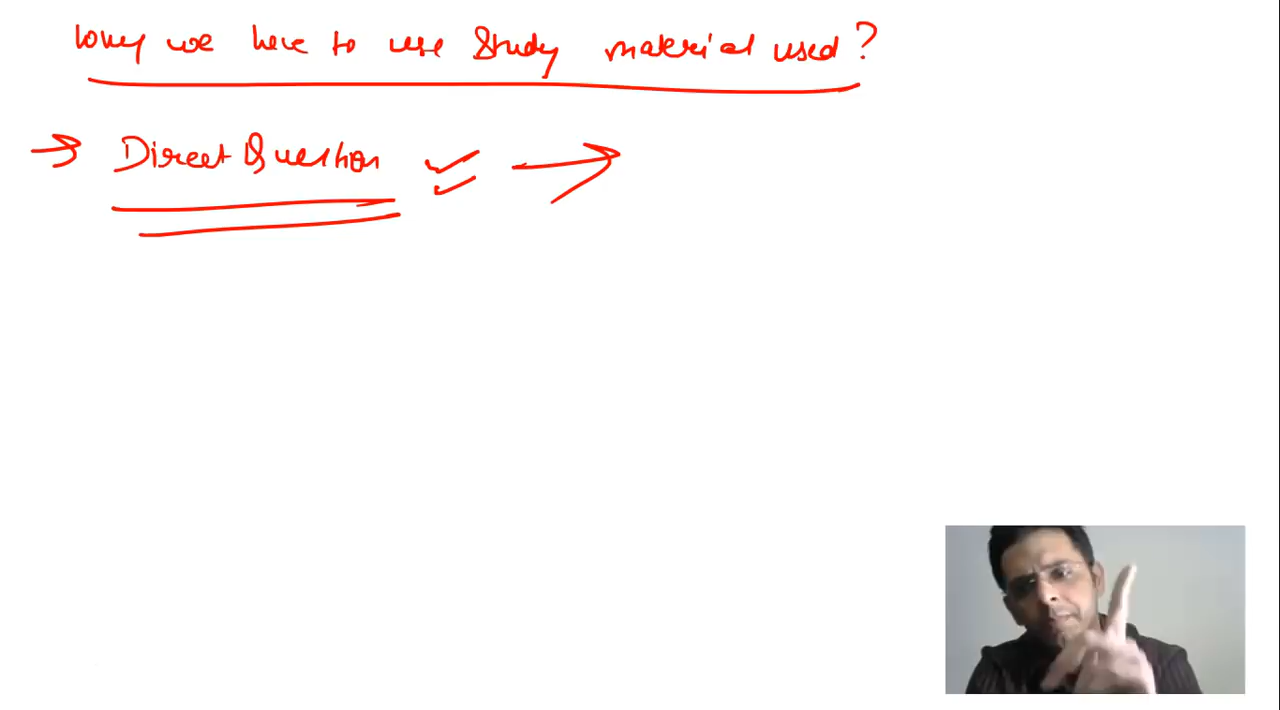 Why we have to use Study material used?
→ Direct Question ✓ →